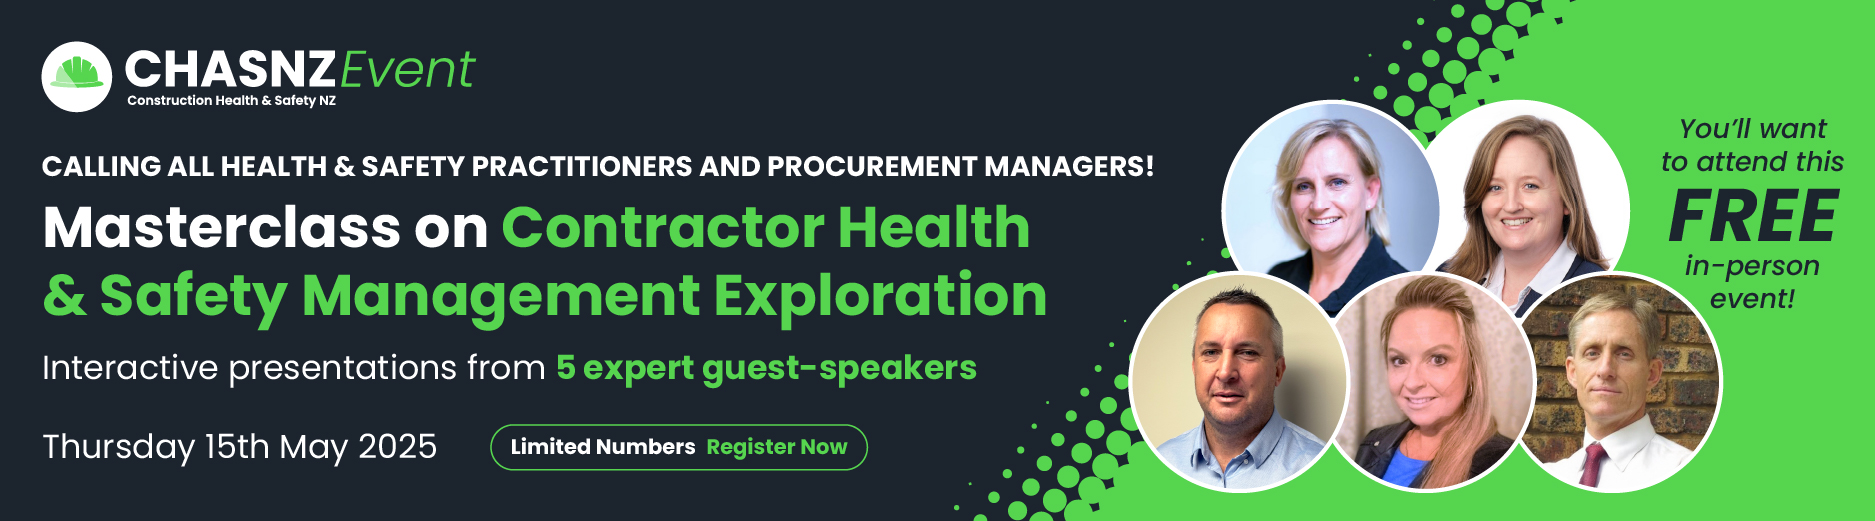 CHASNZ Event
Construction Health & Safety NZ
CALLING ALL HEALTH & SAFETY PRACTITIONERS AND PROCUREMENT MANAGERS!
Masterclass on Contractor Health
& Safety Management Exploration
Interactive presentations from 5 expert guest-speakers
Thursday 15th May 2025
Limited Numbers Register Now
You'll want
to attend this
FREE
in-person
event!